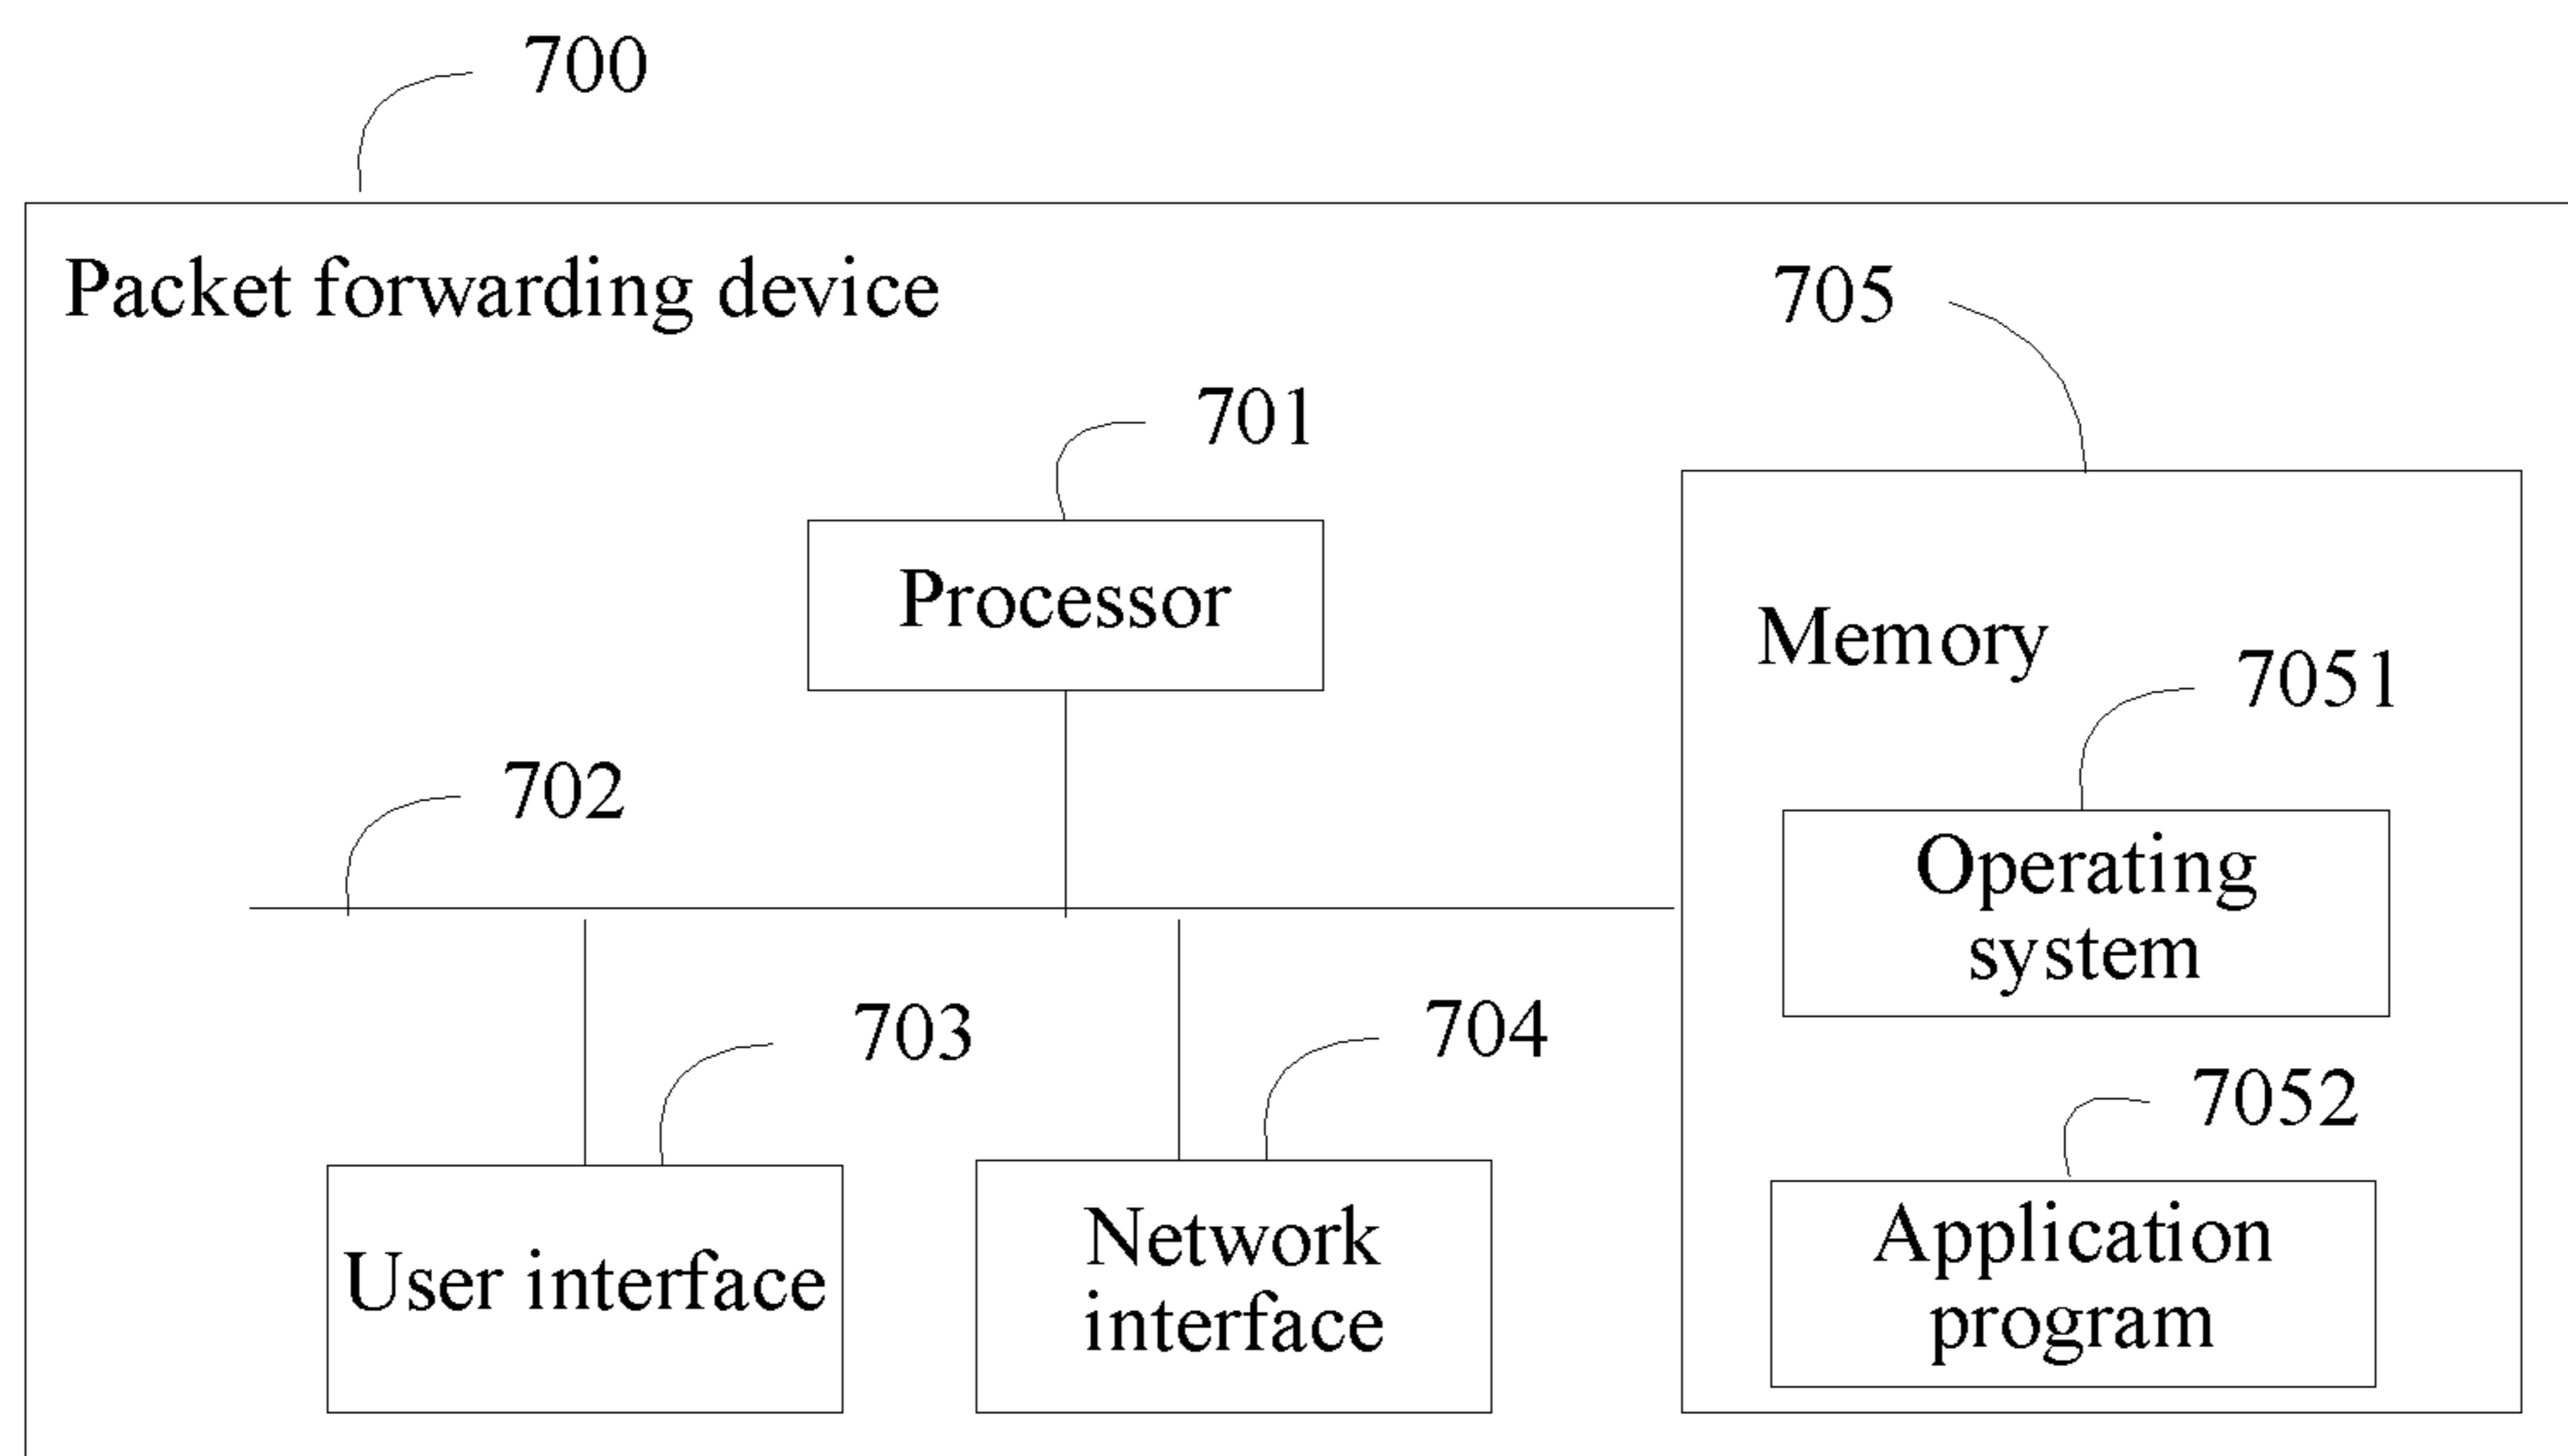 700
Packet forwarding device
705
701
Processor
Memory
7051
702
Operating
system
703
704
7052
User interface
Network
interface
Application
program